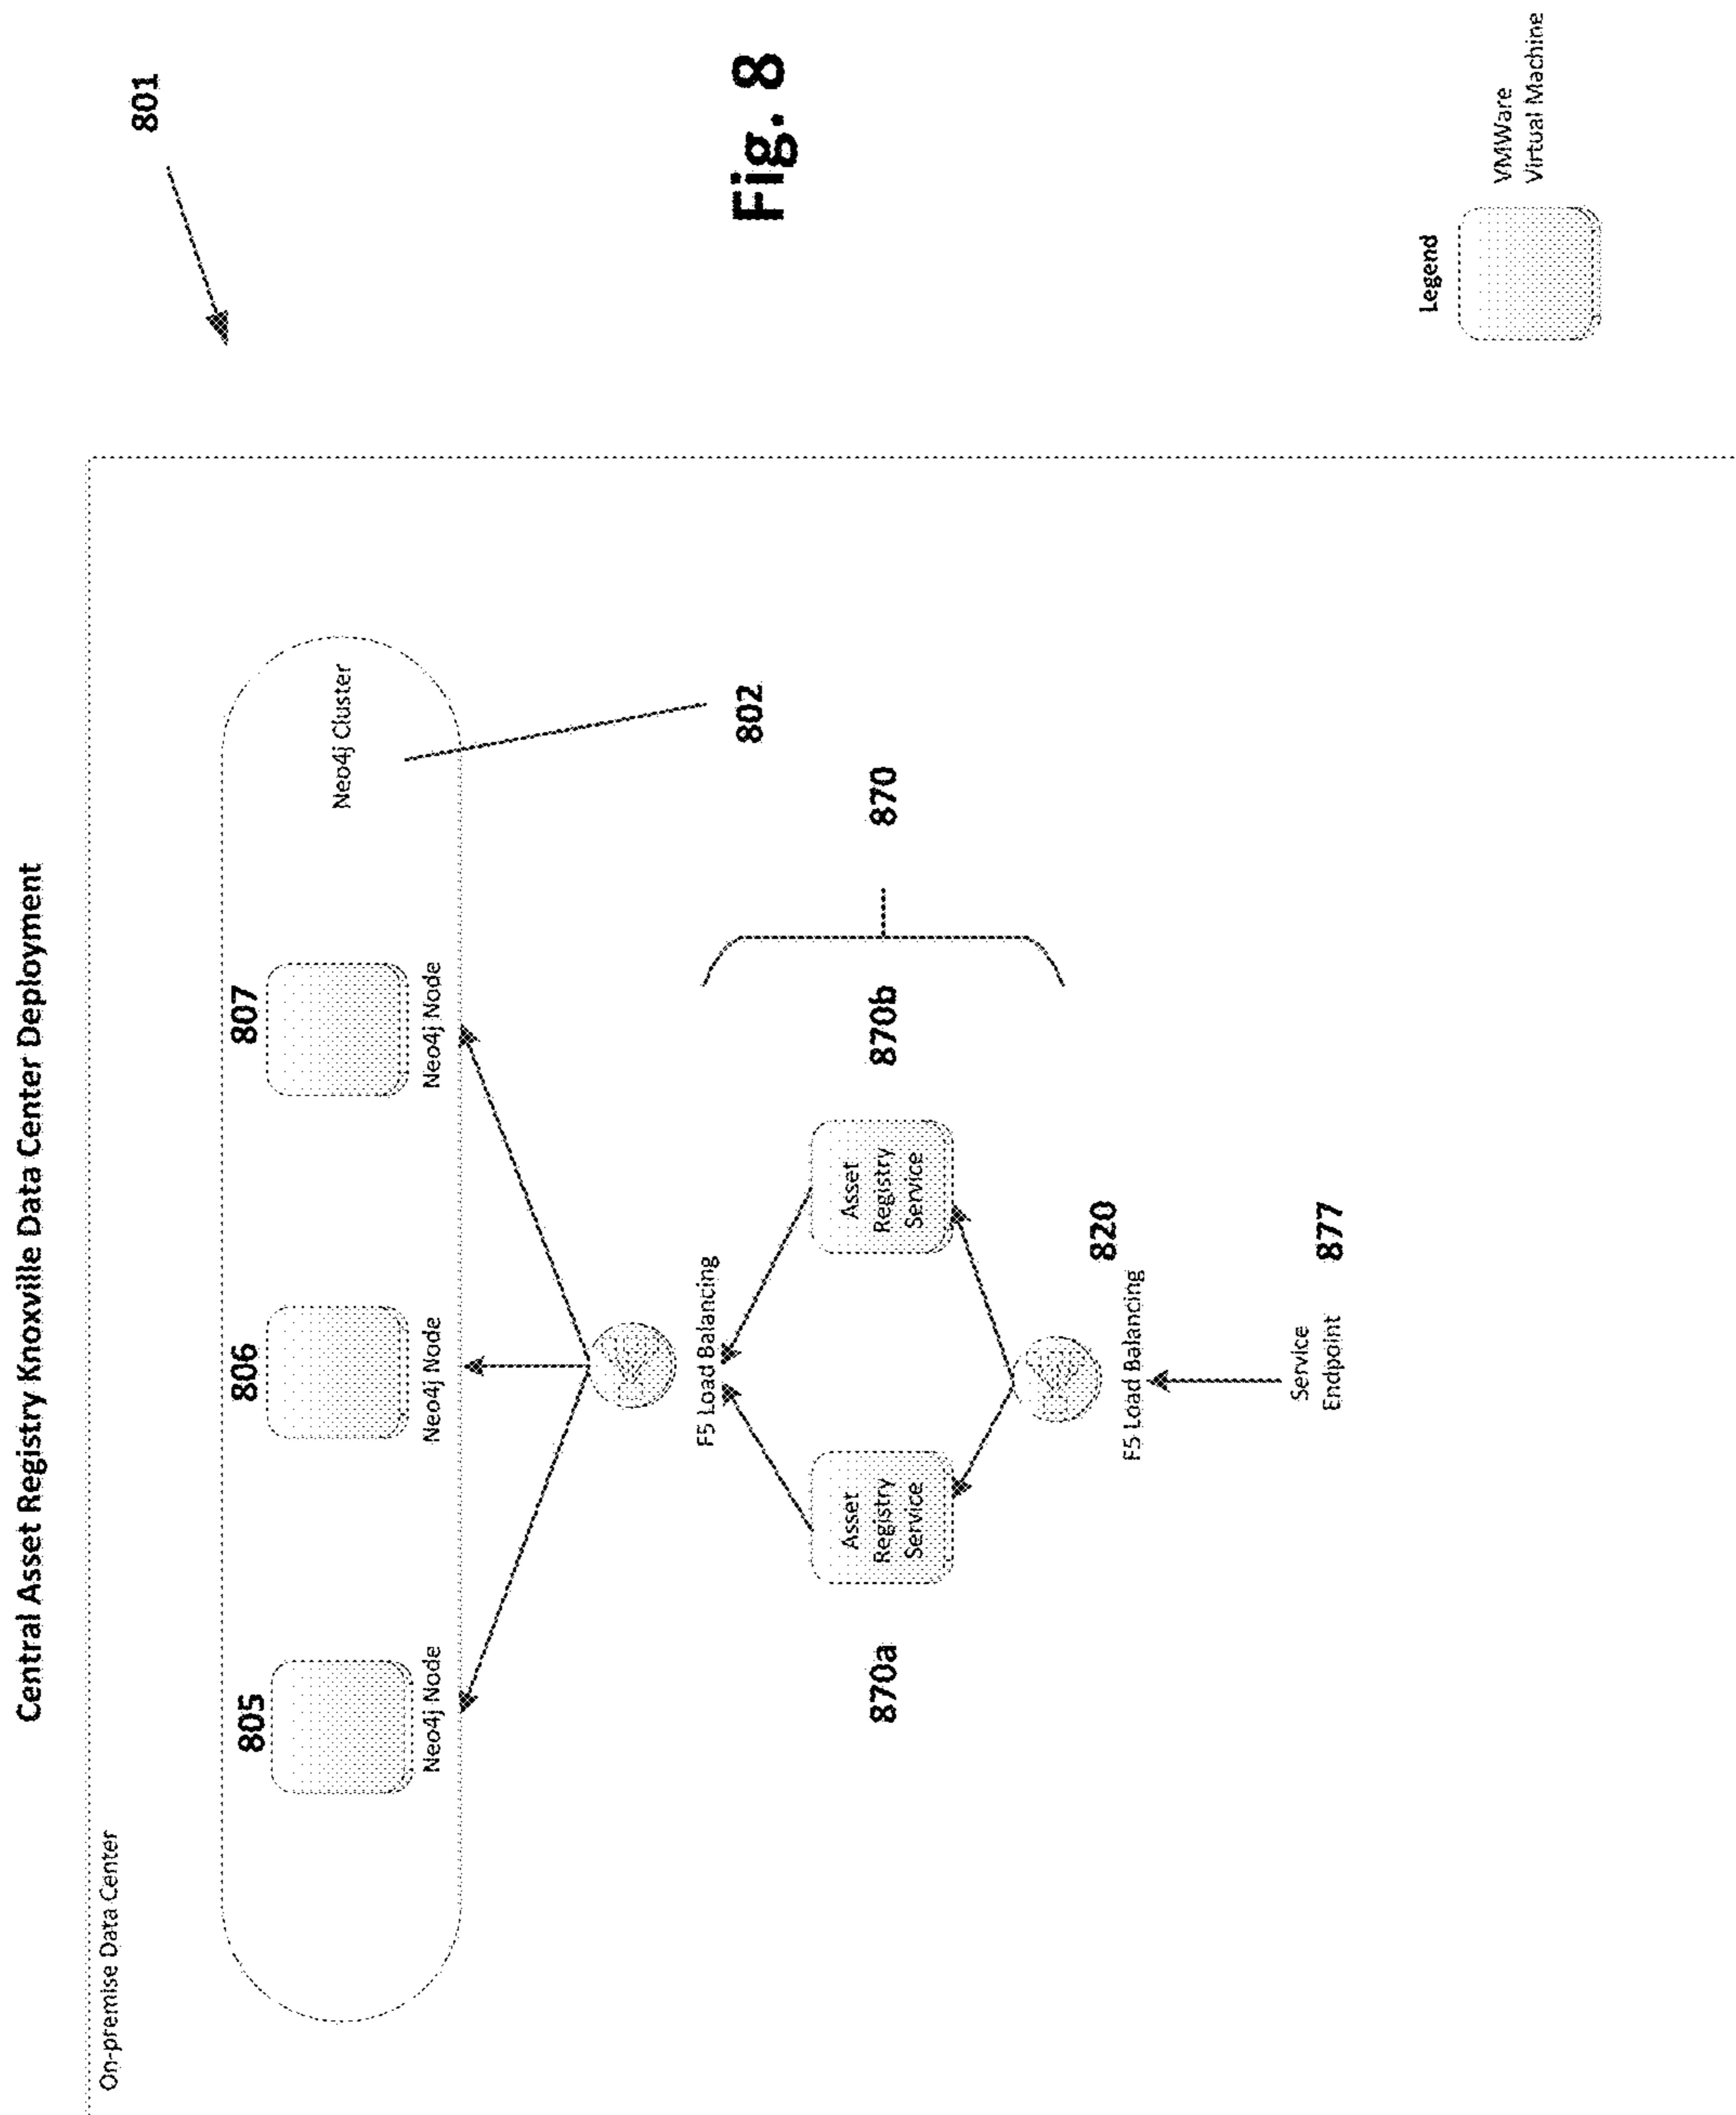 Central Asset Registry Knoxville Data Center Deployment
On-premise Data Center
801
805
806
807
Neo4j Node
Neo4j Node
Neo4j Node
Neo4j Cluster
802
F5 Load Balancing
870a
Asset
Registry
Service
Asset
Registry
Service
870b
870
F5 Load Balancing
820
Service
Endpoint
877
Fig. 8
Legend
VMWare
Virtual Machine